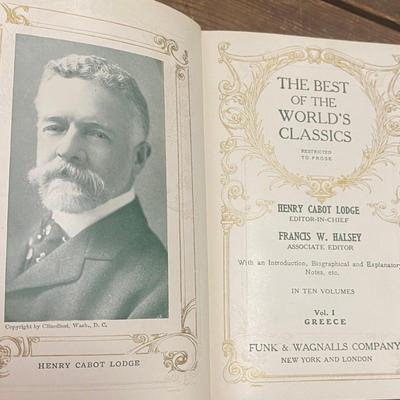 Copyright by Clinedinst, Wash., D. C.
HENRY CABOT LODGE
THE BEST
OF THE
WORLD'S
CLASSICS
RESTRICTED
TO PROSE
HENRY CABOT LODGE
EDITOR-IN-CHIEF
FRANCIS W. HALSEY
ASSOCIATE EDITOR
With an Introduction, Biographical and Explanatory
Notes, etc.
IN TEN VOLUMES
Vol. I
GREECE
FUNK & WAGNALLS COMPANY
NEW YORK AND LONDON